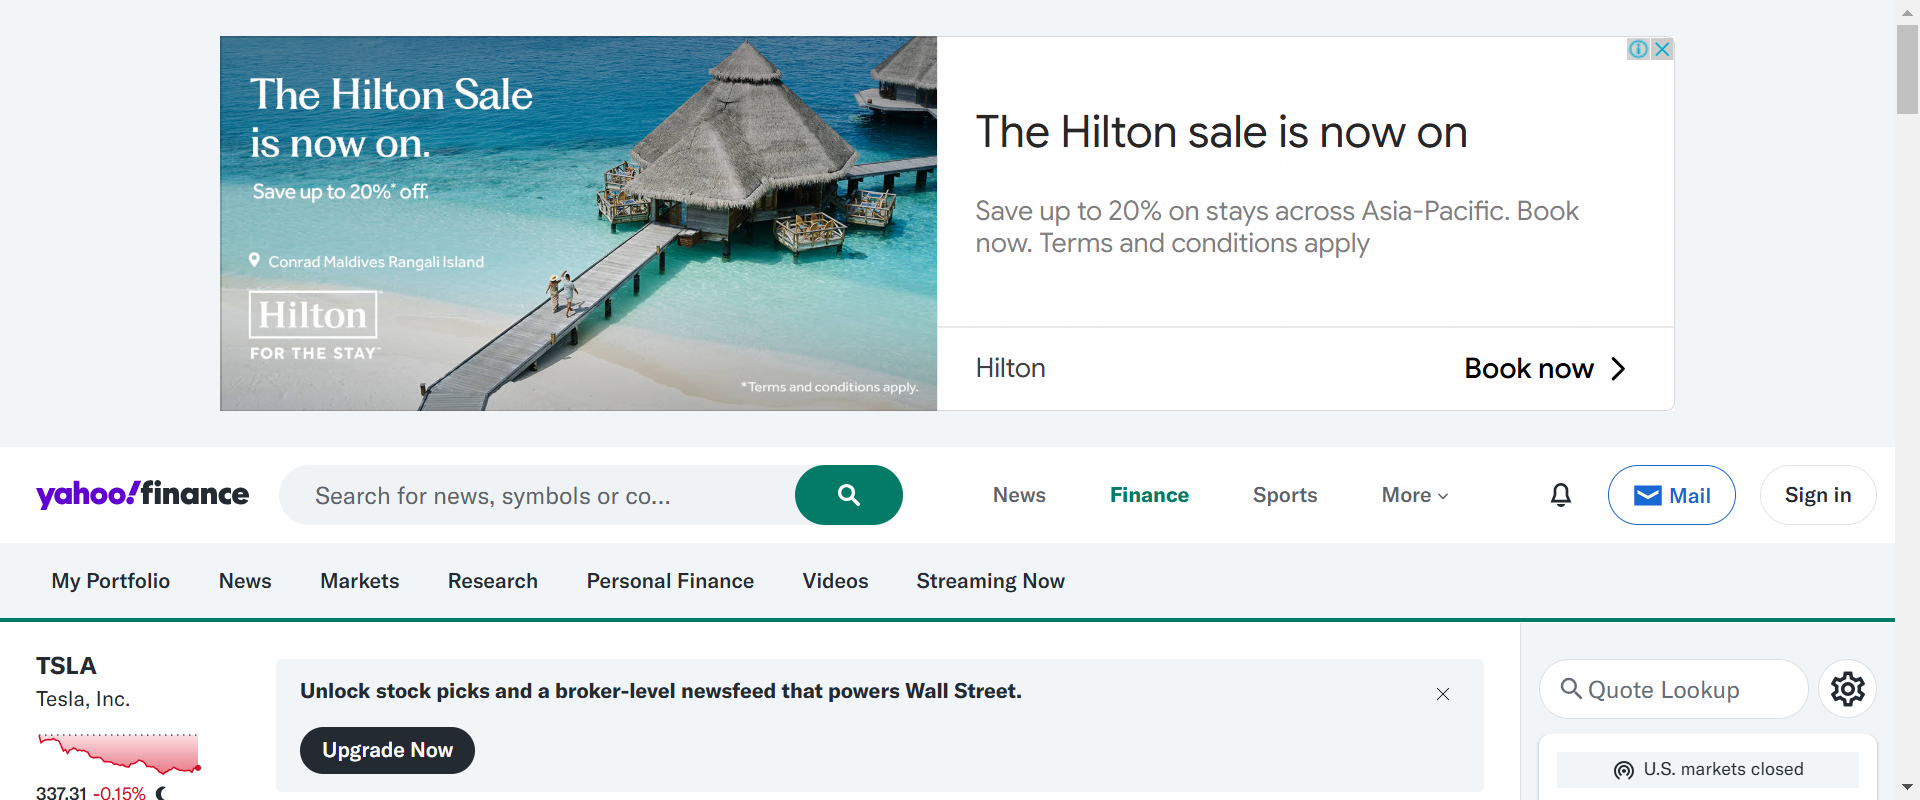 The Hilton Sale
is now on.
Save up to 20%* off.
Conrad Maldives Rangali Island
Hilton
FOR THE STAY™
*Terms and conditions apply.
The Hilton sale is now on
Save up to 20% on stays across Asia-Pacific. Book
now. Terms and conditions apply
Hilton
Book now
yahoo!finance
Search for news, symbols or co...
News
Finance
Sports
More
Mail
Sign in
My Portfolio
News
Markets
Research
Personal Finance
Videos
Streaming Now
TSLA
Tesla, Inc.
337.31 -0.15%
Unlock stock picks and a broker-level newsfeed that powers Wall Street.
Upgrade Now
Quote Lookup
U.S. markets closed